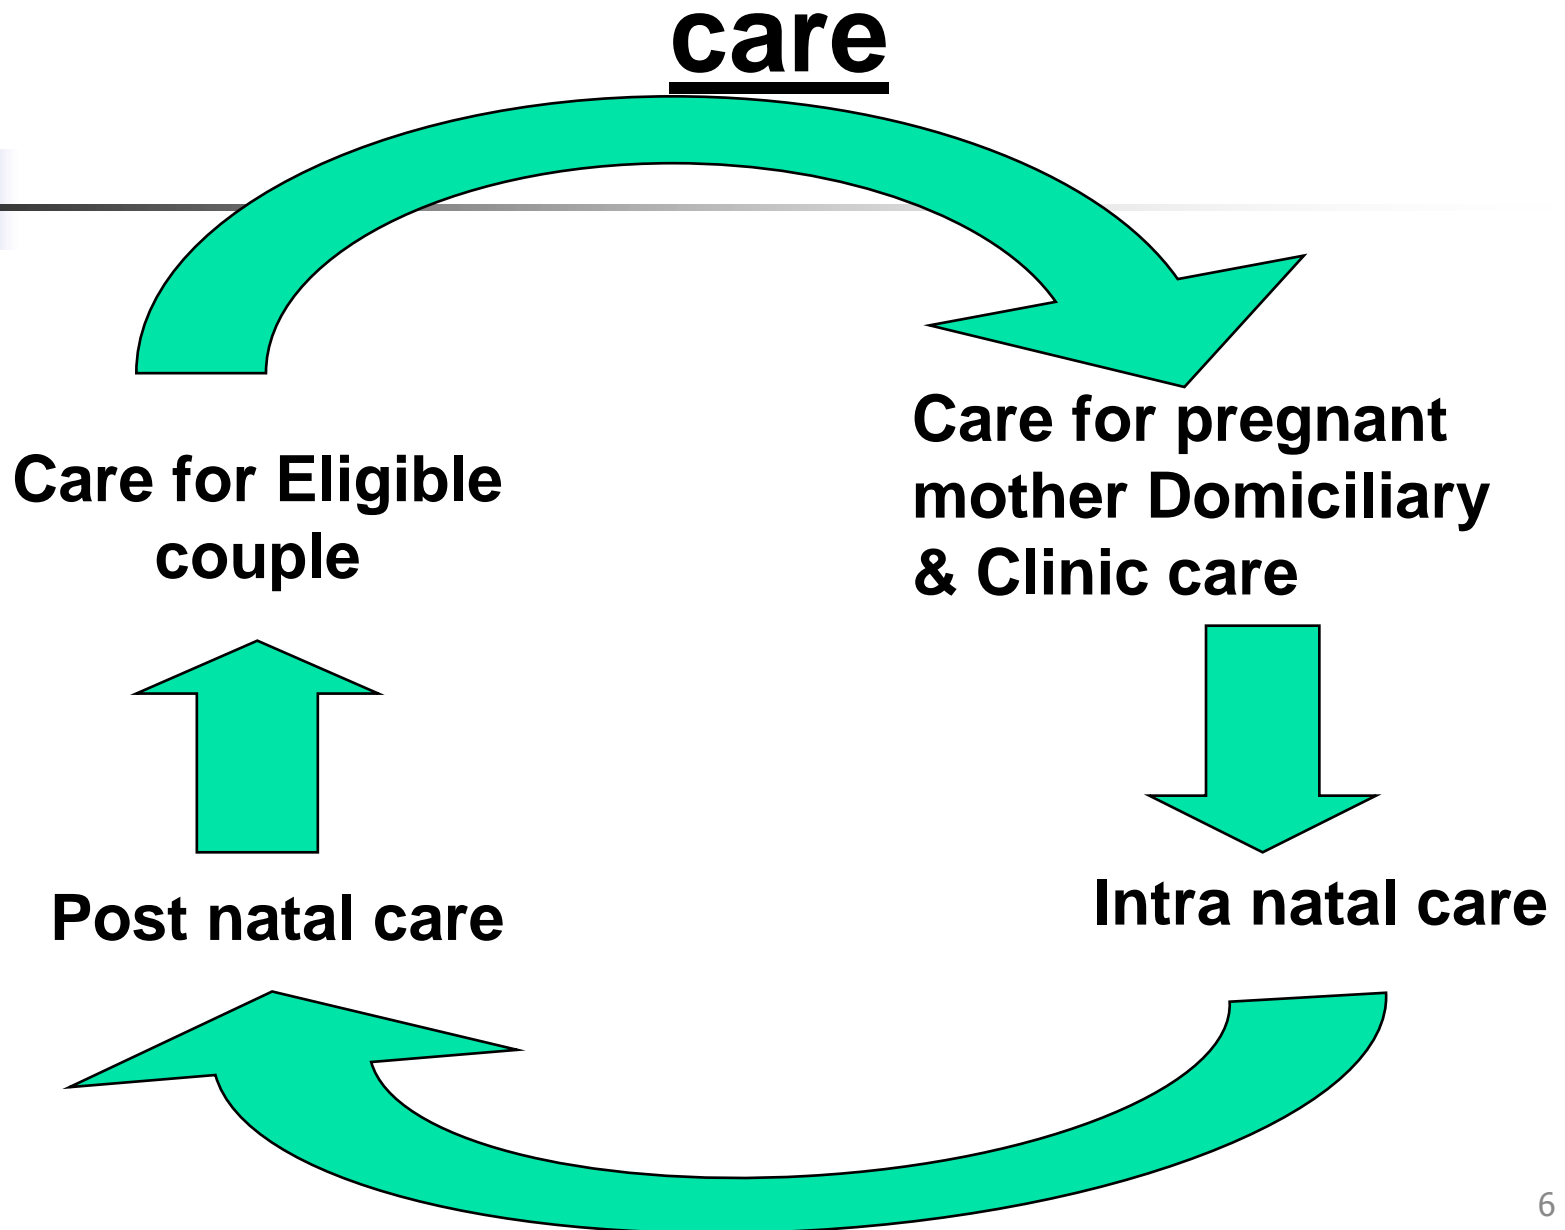 care
Care for Eligible
couple
Care for pregnant
mother Domiciliary
& Clinic care
Post natal care
Intra natal care
6